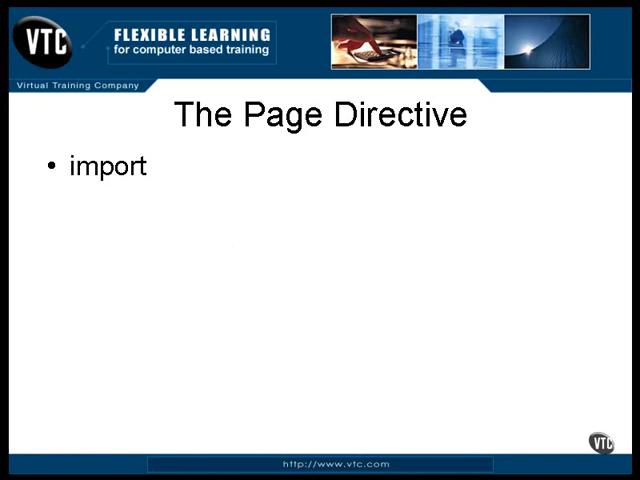 VTC
FLEXIBLE LEARNING
for computer based training
Virtual Training Company
The Page Directive
• import
VTC
http://www.vtc.com